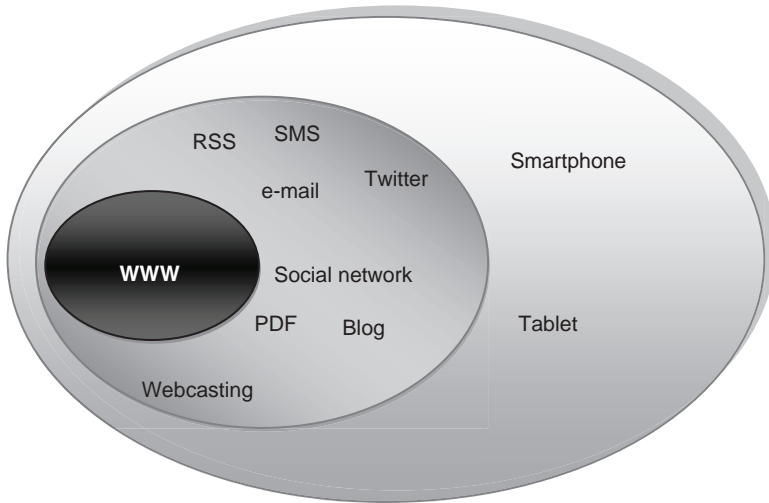 RSS
SMS
Smartphone
e-mail
Twitter
WWW
Social network
PDF
Blog
Tablet
Webcasting